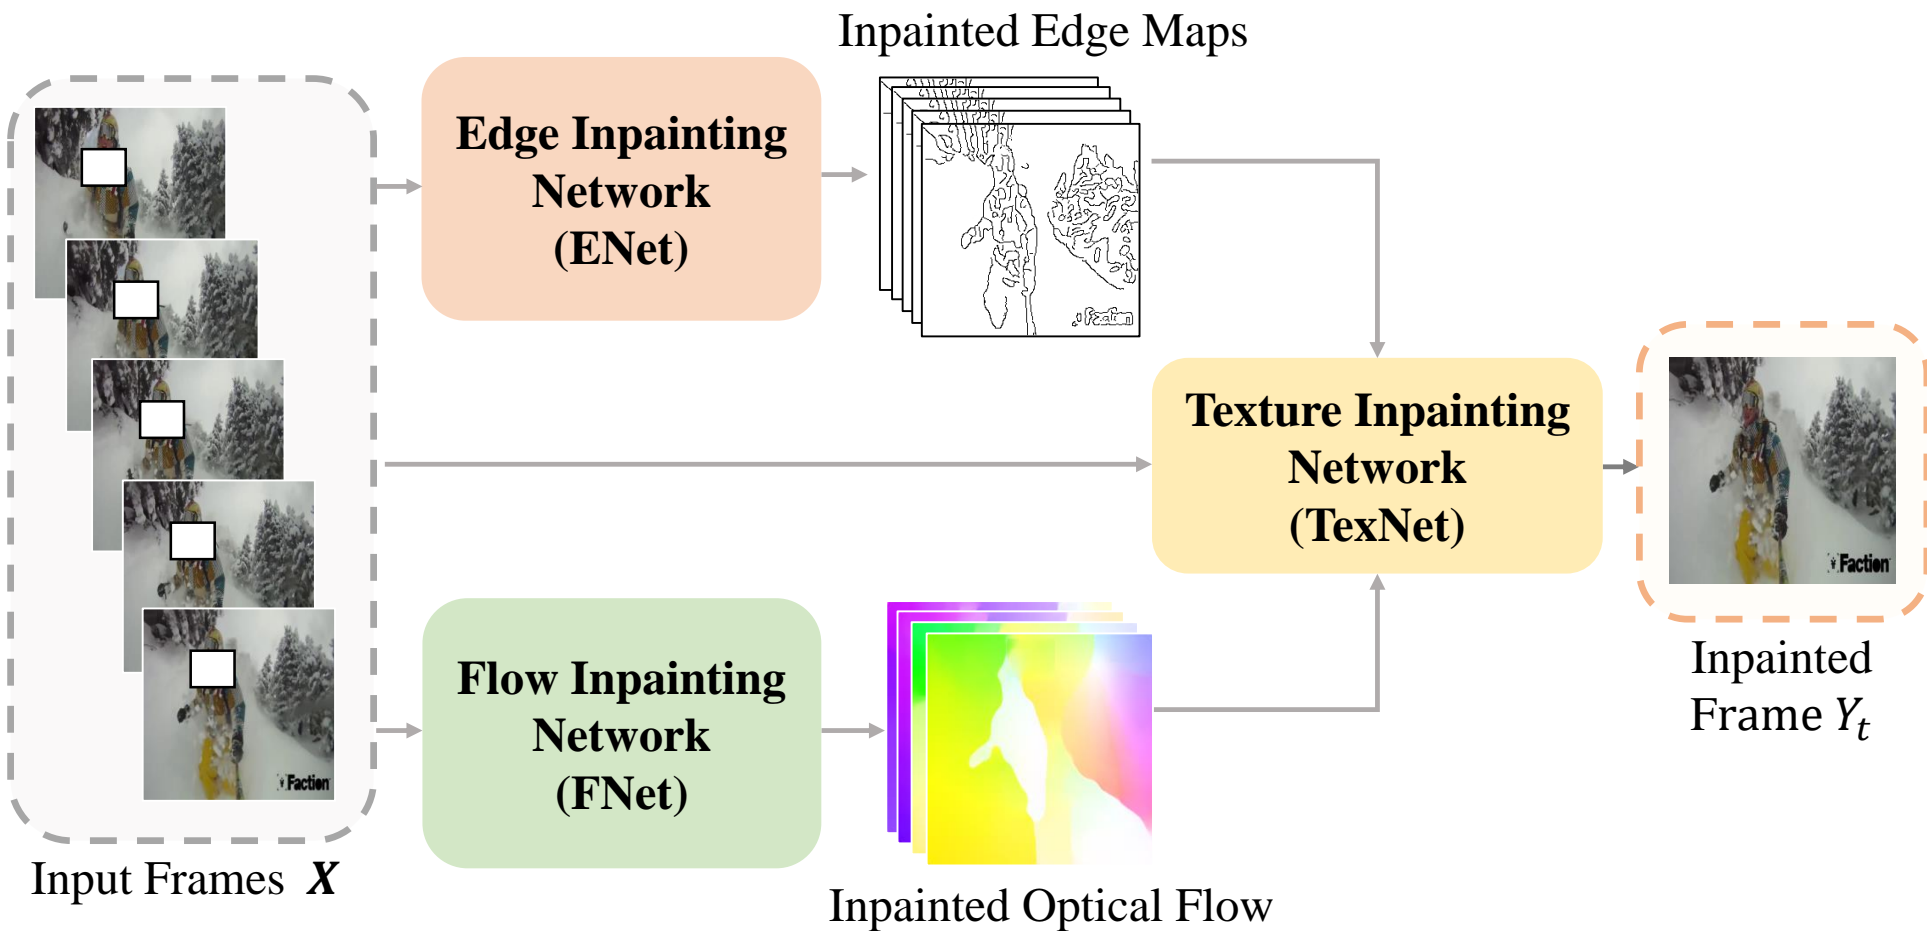 Inpainted Edge Maps
Edge Inpainting
Network
(ENet)
Faction
Texture Inpainting
Network
(TexNet)
Faction
Flow Inpainting
Network
(FNet)
Faction
Inpainted
Frame Yₜ
Input Frames X
Inpainted Optical Flow